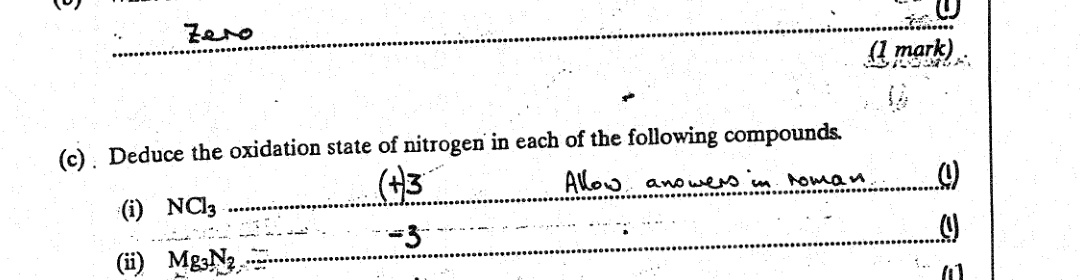 Zero (1)
(1 mark)
(c). Deduce the oxidation state of nitrogen in each of the following compounds.
(i) NCl3 (+)3 Allow answers in roman (1)
(ii) Mg3N2 -3 (1)
(1)